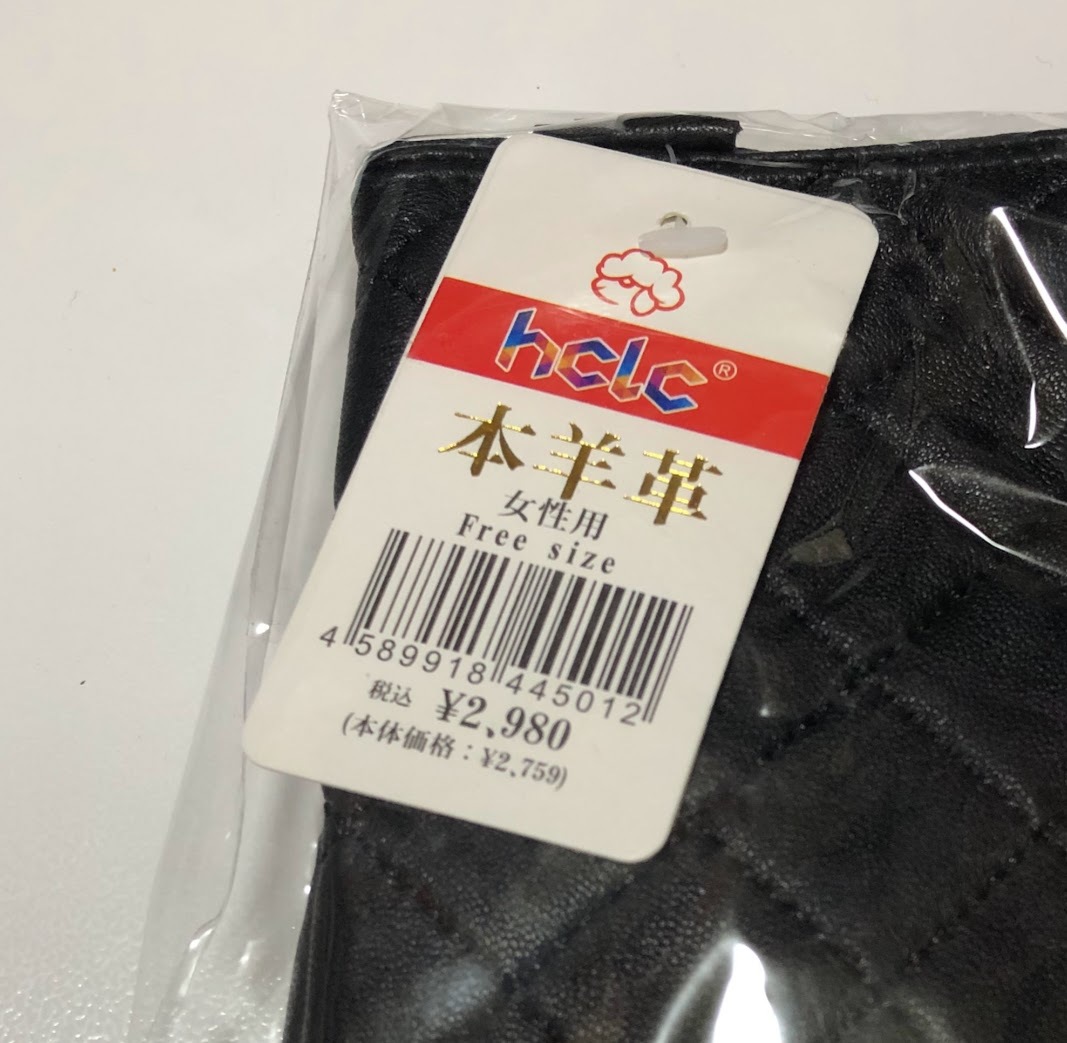 hclc®
本羊革
女性用
Free size
4 589918 445012
税込 ¥2、980
(本体価格：¥2、759)